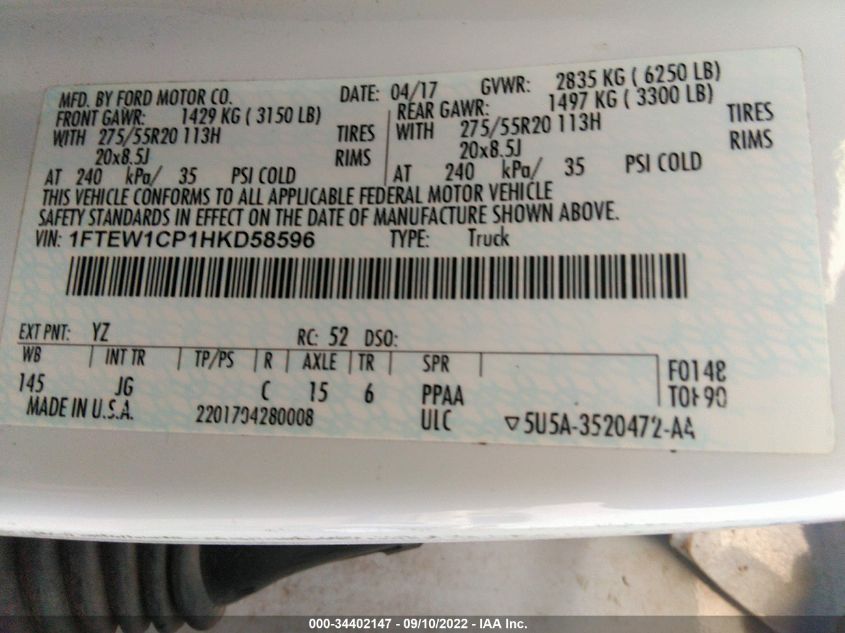 MFD. BY FORD MOTOR CO. DATE: 04/17 GVWR: 2835 KG ( 6250 LB)
FRONT GAWR: 1429 KG ( 3150 LB) REAR GAWR: 1497 KG ( 3300 LB)
WITH 275/55R20 113H TIRES WITH 275/55R20 113H TIRES
20x8.5J RIMS 20x8.5J RIMS
AT 240 kPa/ 35 PSI COLD AT 240 kPa/ 35 PSI COLD
THIS VEHICLE CONFORMS TO ALL APPLICABLE FEDERAL MOTOR VEHICLE
SAFETY STANDARDS IN EFFECT ON THE DATE OF MANUFACTURE SHOWN ABOVE.
VIN: 1FTEW1CP1HKD58596 TYPE: Truck
EXT PNT: YZ RC: 52 DSO:
WB INT TR TP/PS R AXLE TR SPR
145 JG C 15 6 PPAA F0148
MADE IN U.S.A. 2201704280008 ULC ▽5U5A-3520472-AA
000-34402147 - 09/10/2022 - IAA Inc.